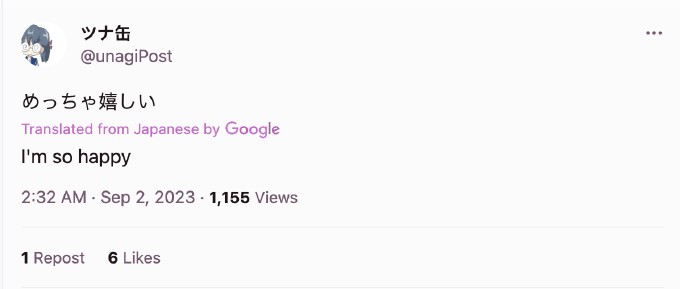 ツナ缶
@unagiPost
めっちゃ嬉しい
Translated from Japanese by Google
I'm so happy
2:32 AM · Sep 2, 2023 · 1,155 Views
1 Repost 6 Likes